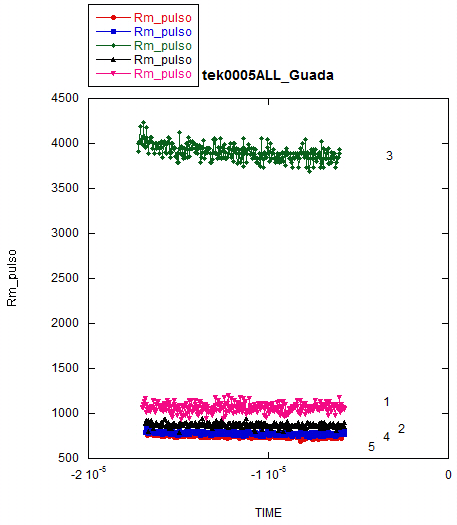 Rm_pulso
Rm_pulso
Rm_pulso
Rm_pulso
Rm_pulso
tek0005ALL_Guada
4500
4000
3500
3000
2500
2000
1500
1000
500
Rm_pulso
3
1
2
4
5
-2 10⁻⁵
-1 10⁻⁵
0
TIME